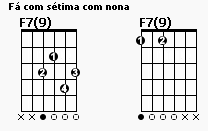 Fá com sétima com nona
F7(9) F7(9)
1 1 2
2 3
4
x x x x